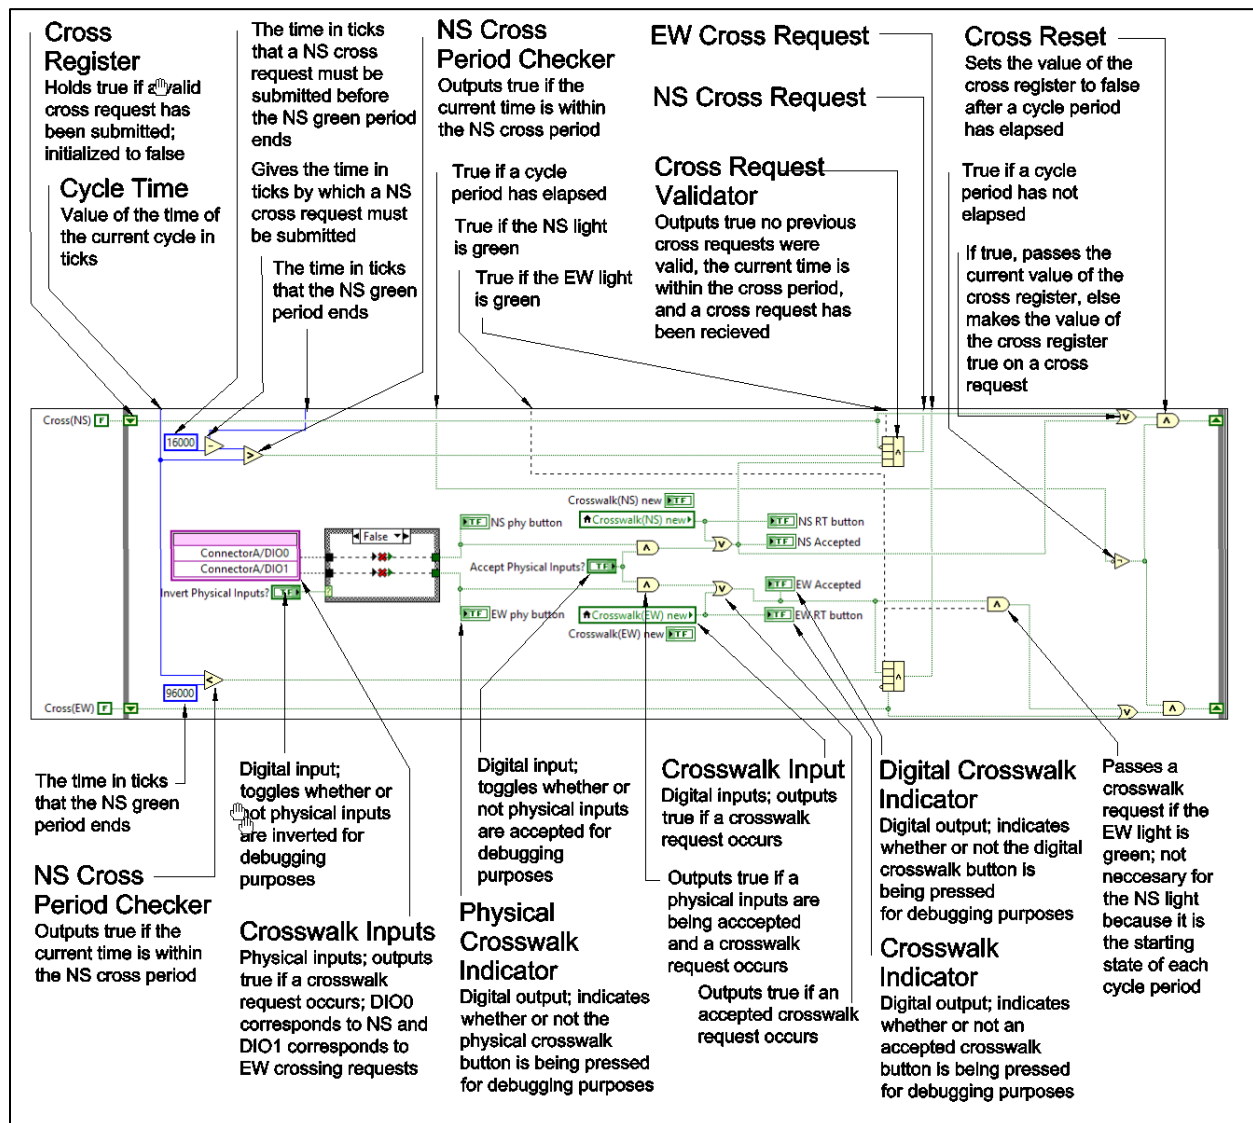 Cross
Register
Holds true if a valid
cross request has
been submitted;
initialized to false
The time in ticks
that a NS cross
request must be
submitted before
the NS green period
ends
NS Cross
Period Checker
Outputs true if the
current time is within
the NS cross period
EW Cross Request
NS Cross Request
Cross Reset
Sets the value of the
cross register to false
after a cycle period
has elapsed
Cycle Time
Value of the time of
the current cycle in
ticks
Gives the time in
ticks by which a NS
cross request must
be submitted
The time in ticks
that the NS green
period ends
True if a cycle
period has elapsed
True if the NS light
is green
True if the EW light
is green
Cross Request
Validator
Outputs true no previous
cross requests were
valid, the current time is
within the cross period,
and a cross request has
been recieved
True if a cycle
period has not
elapsed
If true, passes the
current value of the
cross register, else
makes the value of
the cross register
true on a cross
request
Cross(NS) F
16000
-
>
v
∧
∧
Crosswalk(NS) new TF
NS phy button
TF
Crosswalk(NS) new
TF NS RT button
TF NS Accepted
False
ConnectorA/DIO0
ConnectorA/DIO1
Invert Physical Inputs? TF
?
Accept Physical Inputs? TF
∧
v
∧
v
¬
TF EW Accepted
TF EW phy button
Crosswalk(EW) new
TF EW RT button
∧
Crosswalk(EW) new TF
<
96000
∧
Cross(EW) F
v
∧
The time in ticks
that the NS green
period ends
NS Cross
Period Checker
Outputs true if the
current time is within
the NS cross period
Digital input;
toggles whether or
not physical inputs
are inverted for
debugging
purposes
Crosswalk Inputs
Physical inputs; outputs
true if a crosswalk
request occurs; DIO0
corresponds to NS and
DIO1 corresponds to
EW crossing requests
Digital input;
toggles whether or
not physical inputs
are accepted for
debugging
purposes
Physical
Crosswalk
Indicator
Digital output; indicates
whether or not the
physical crosswalk
button is being pressed
for debugging purposes
Crosswalk Input
Digital inputs; outputs
true if a crosswalk
request occurs
Outputs true if a
physical inputs are
being acccepted
and a crosswalk
request occurs
Outputs true if an
accepted crosswalk
request occurs
Digital Crosswalk
Indicator
Digital output; indicates
whether or not the digital
crosswalk button is
being pressed
for debugging purposes
Crosswalk
Indicator
Digital output; indicates
whether or not an
accepted crosswalk
button is being pressed
for debugging purposes
Passes a
crosswalk
request if the
EW light is
green; not
neccesary for
the NS light
because it is
the starting
state of each
cycle period